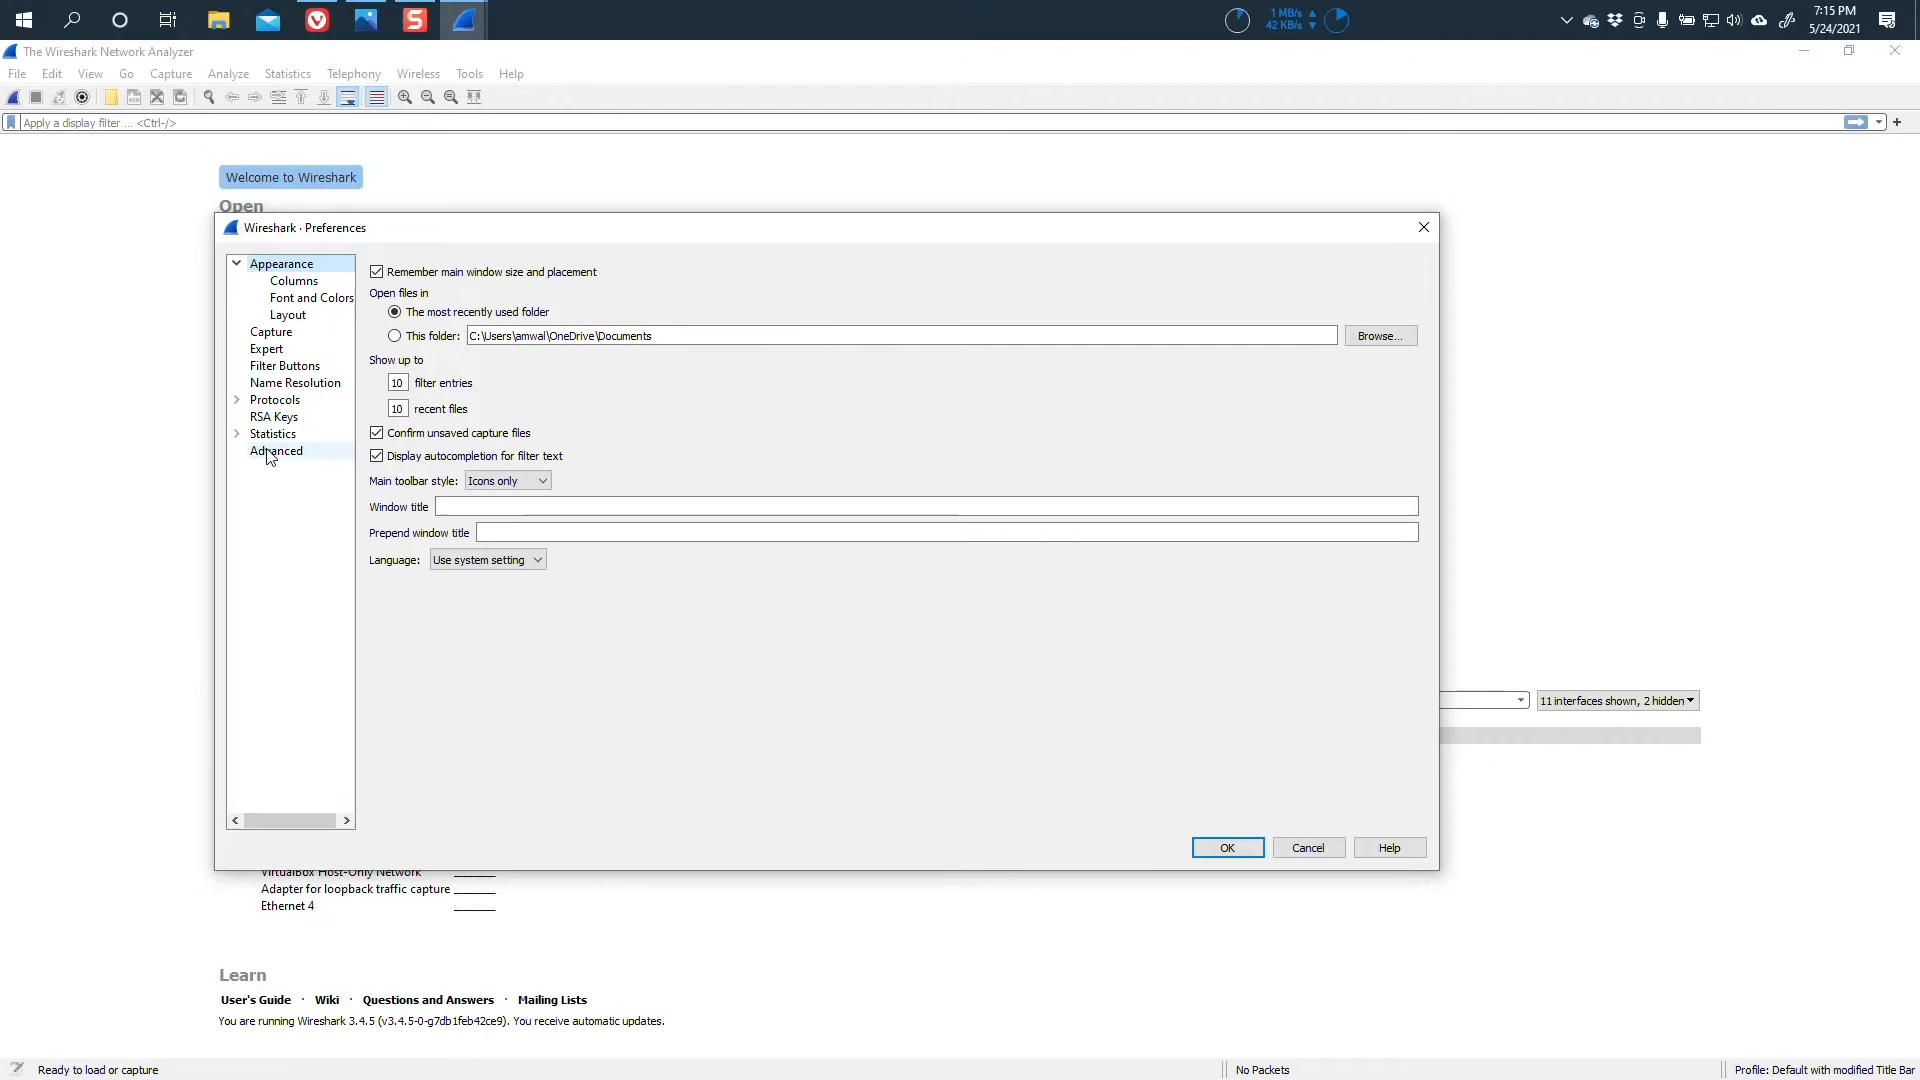 1 MB/s
42 KB/s
7:15 PM
5/24/2021
The Wireshark Network Analyzer
File Edit View Go Capture Analyze Statistics Telephony Wireless Tools Help
Apply a display filter ... <Ctrl-/>
Welcome to Wireshark
Open
Wireshark · Preferences
Appearance
Columns
Font and Colors
Layout
Capture
Expert
Filter Buttons
Name Resolution
Protocols
RSA Keys
Statistics
Advanced
Remember main window size and placement
Open files in
The most recently used folder
This folder: C:\Users\amwal\OneDrive\Documents Browse...
Show up to
10 filter entries
10 recent files
Confirm unsaved capture files
Display autocompletion for filter text
Main toolbar style: Icons only
Window title
Prepend window title
Language: Use system setting
11 interfaces shown, 2 hidden
OK Cancel Help
VirtualBox Host-Only Network
Adapter for loopback traffic capture
Ethernet 4
Learn
User's Guide · Wiki · Questions and Answers · Mailing Lists
You are running Wireshark 3.4.5 (v3.4.5-0-g7db1feb42ce9). You receive automatic updates.
Ready to load or capture
No Packets
Profile: Default with modified Title Bar